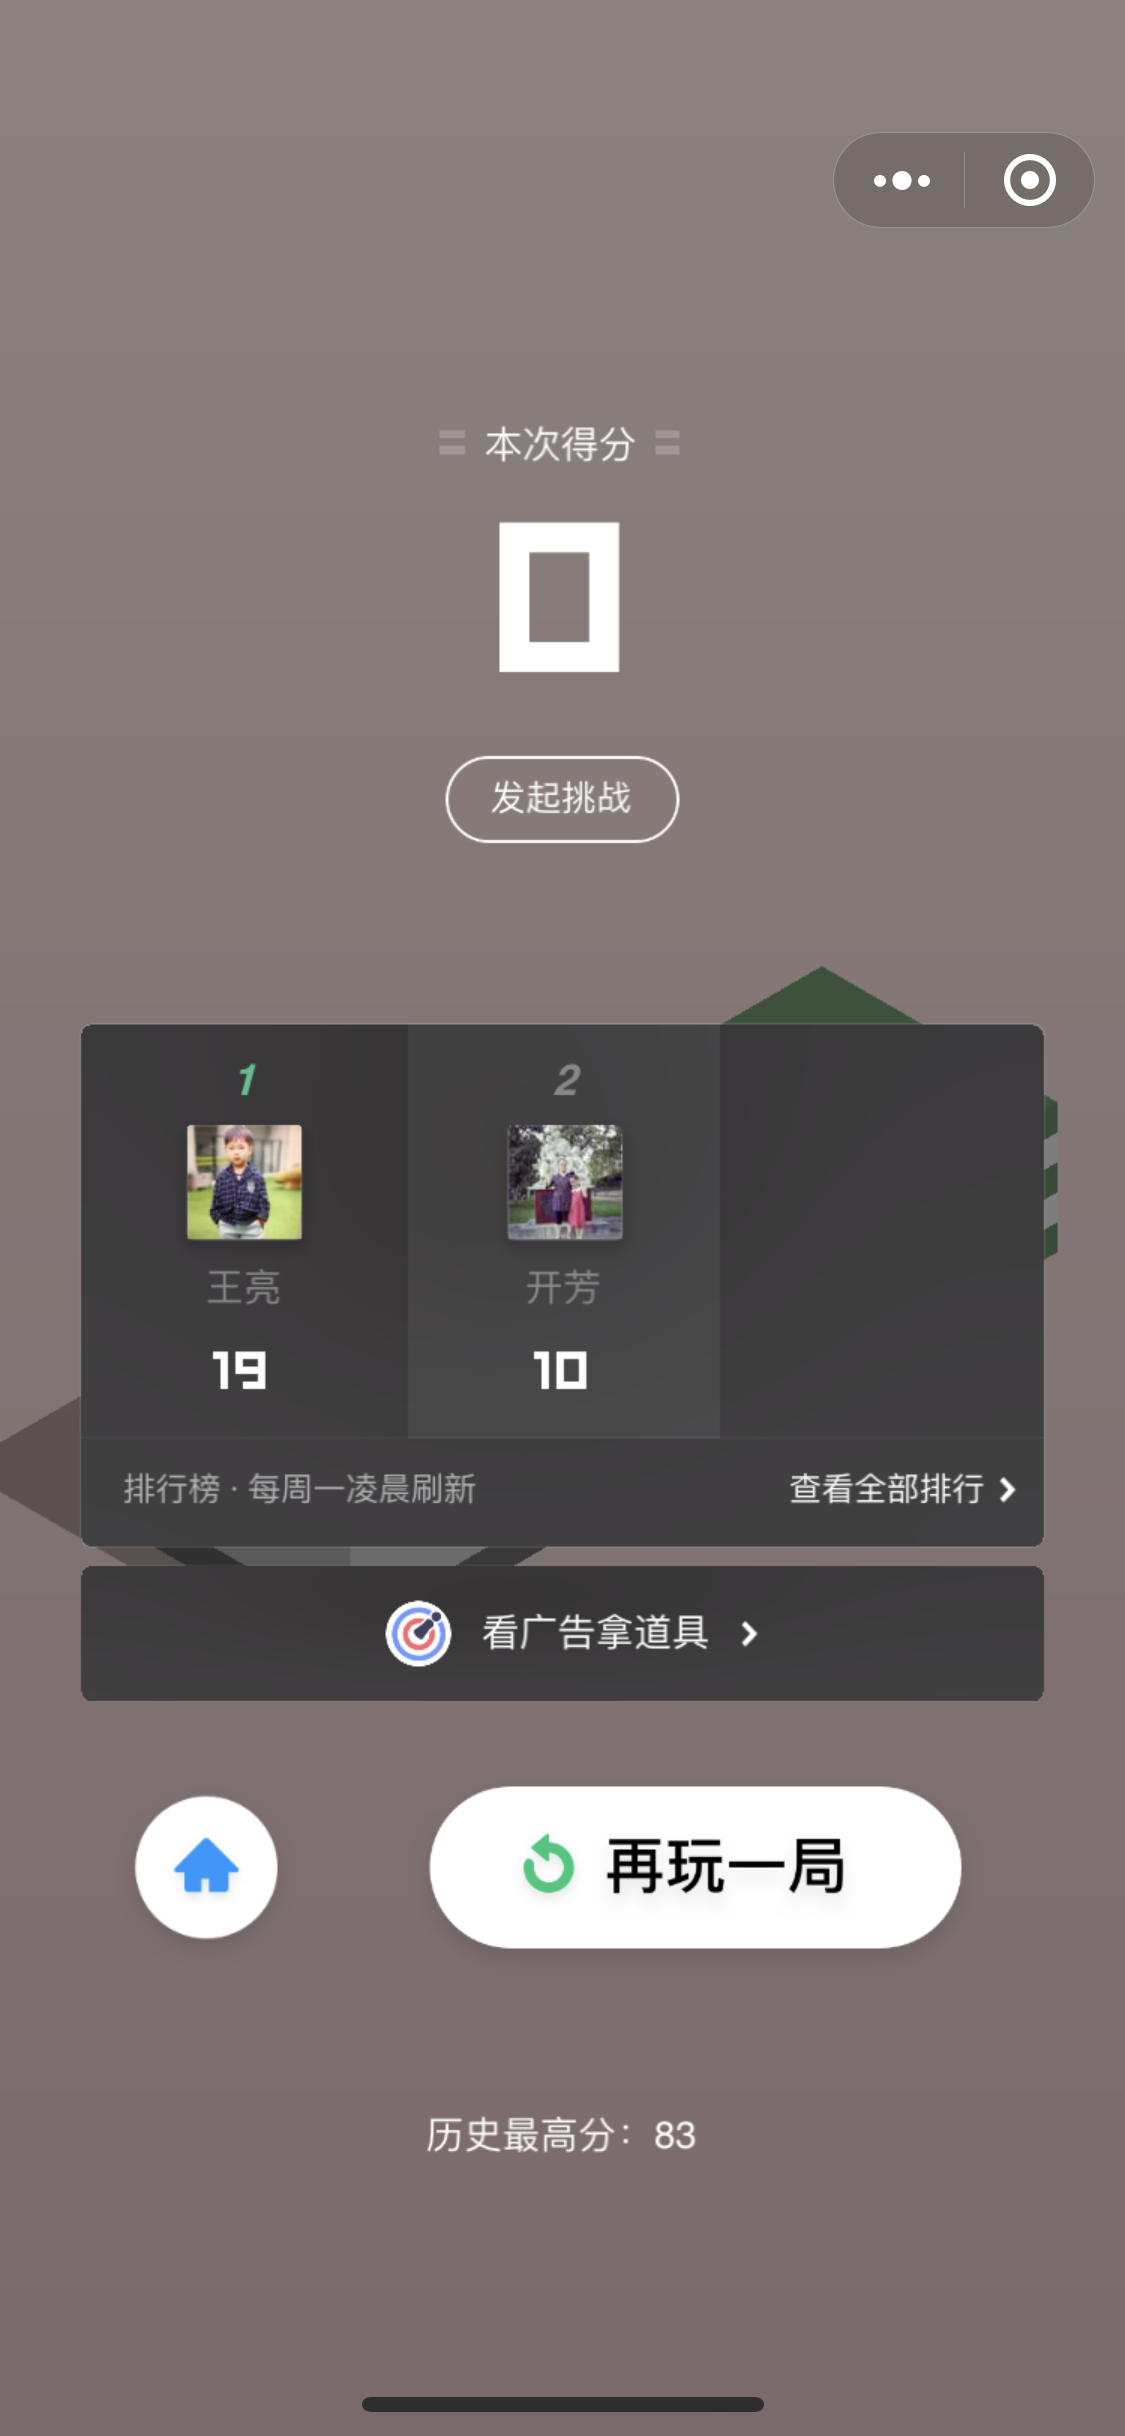 本次得分
0
发起挑战
1
2
王亮
开芳
19
10
排行榜 · 每周一凌晨刷新
查看全部排行
看广告拿道具
再玩一局
历史最高分：83